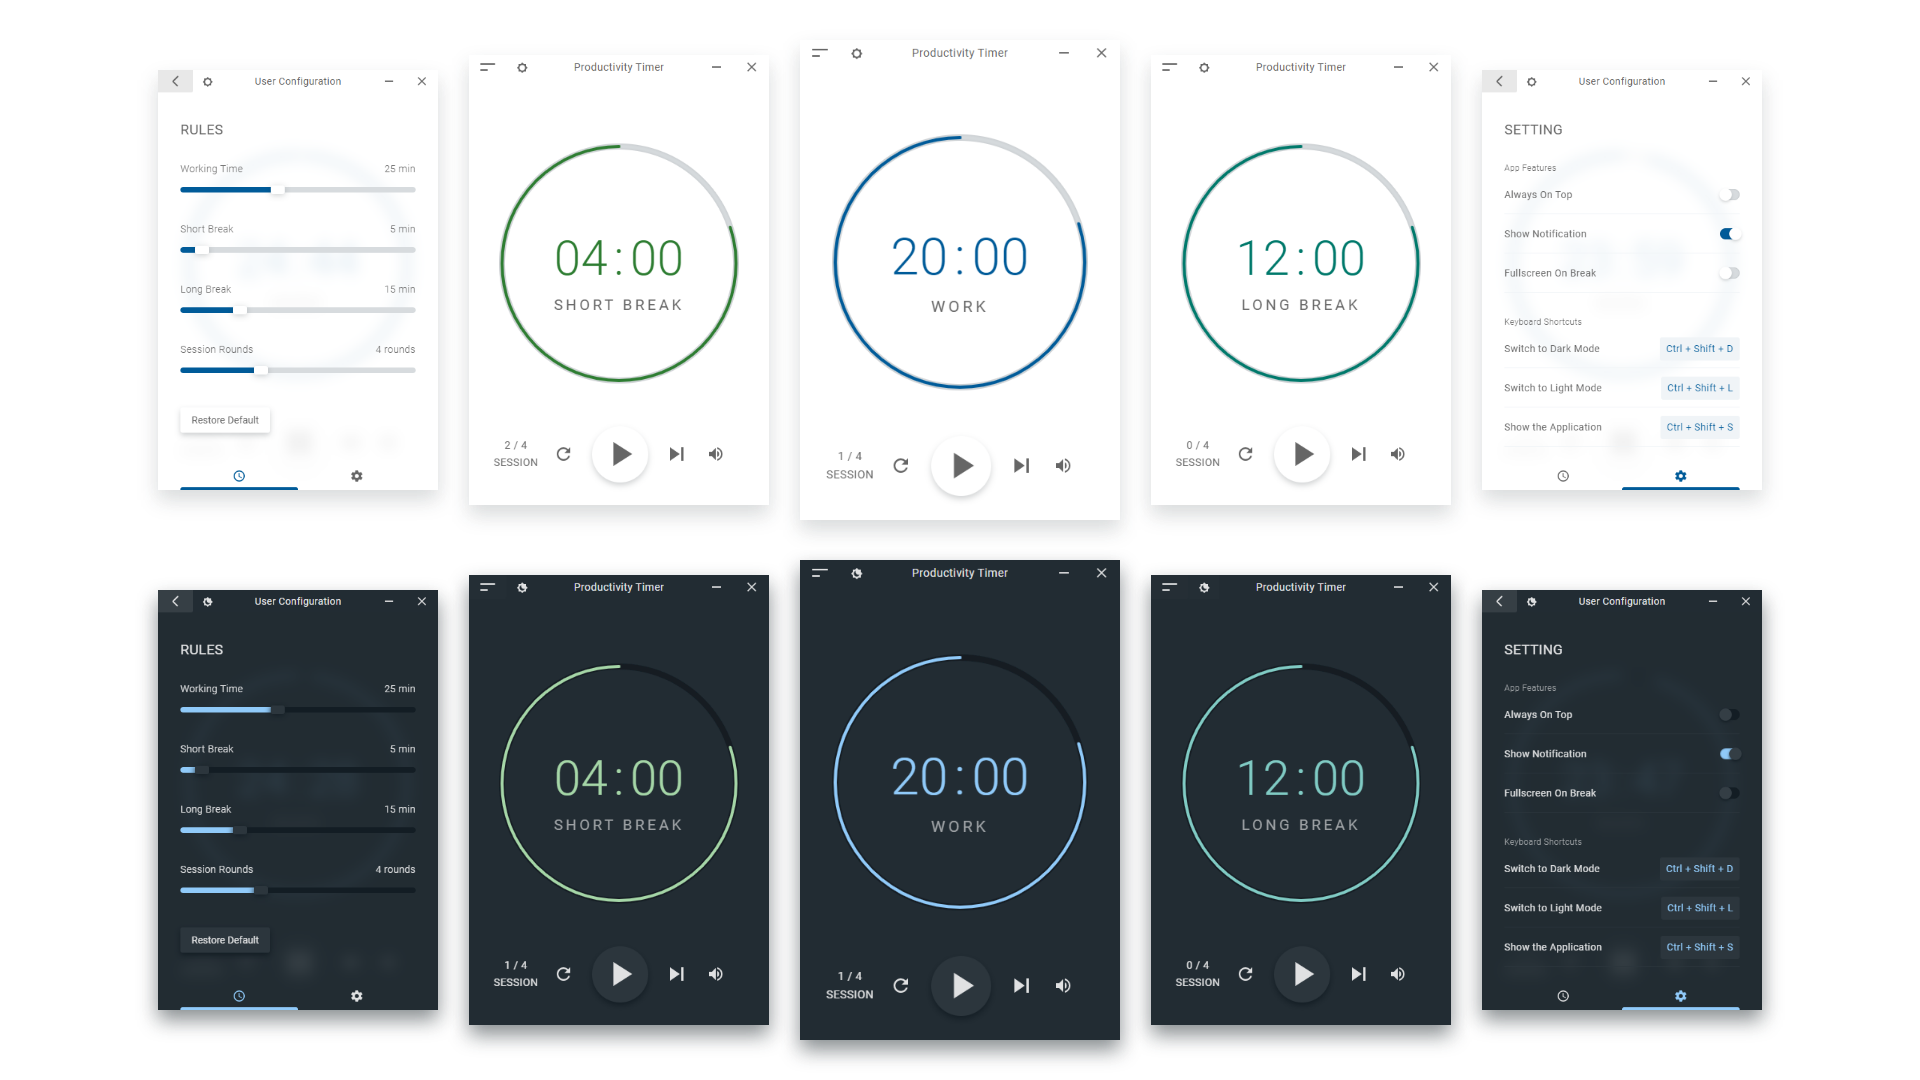 User Configuration
RULES
Working Time 25 min
Short Break 5 min
Long Break 15 min
Session Rounds 4 rounds
Restore Default
Productivity Timer
04:00
SHORT BREAK
2 / 4
SESSION
Productivity Timer
20:00
WORK
1 / 4
SESSION
Productivity Timer
12:00
LONG BREAK
0 / 4
SESSION
User Configuration
SETTING
App Features
Always On Top
Show Notification
Fullscreen On Break
Keyboard Shortcuts
Switch to Dark Mode Ctrl + Shift + D
Switch to Light Mode Ctrl + Shift + L
Show the Application Ctrl + Shift + S
User Configuration
RULES
Working Time 25 min
Short Break 5 min
Long Break 15 min
Session Rounds 4 rounds
Restore Default
Productivity Timer
04:00
SHORT BREAK
1 / 4
SESSION
Productivity Timer
20:00
WORK
1 / 4
SESSION
Productivity Timer
12:00
LONG BREAK
0 / 4
SESSION
User Configuration
SETTING
App Features
Always On Top
Show Notification
Fullscreen On Break
Keyboard Shortcuts
Switch to Dark Mode Ctrl + Shift + D
Switch to Light Mode Ctrl + Shift + L
Show the Application Ctrl + Shift + S